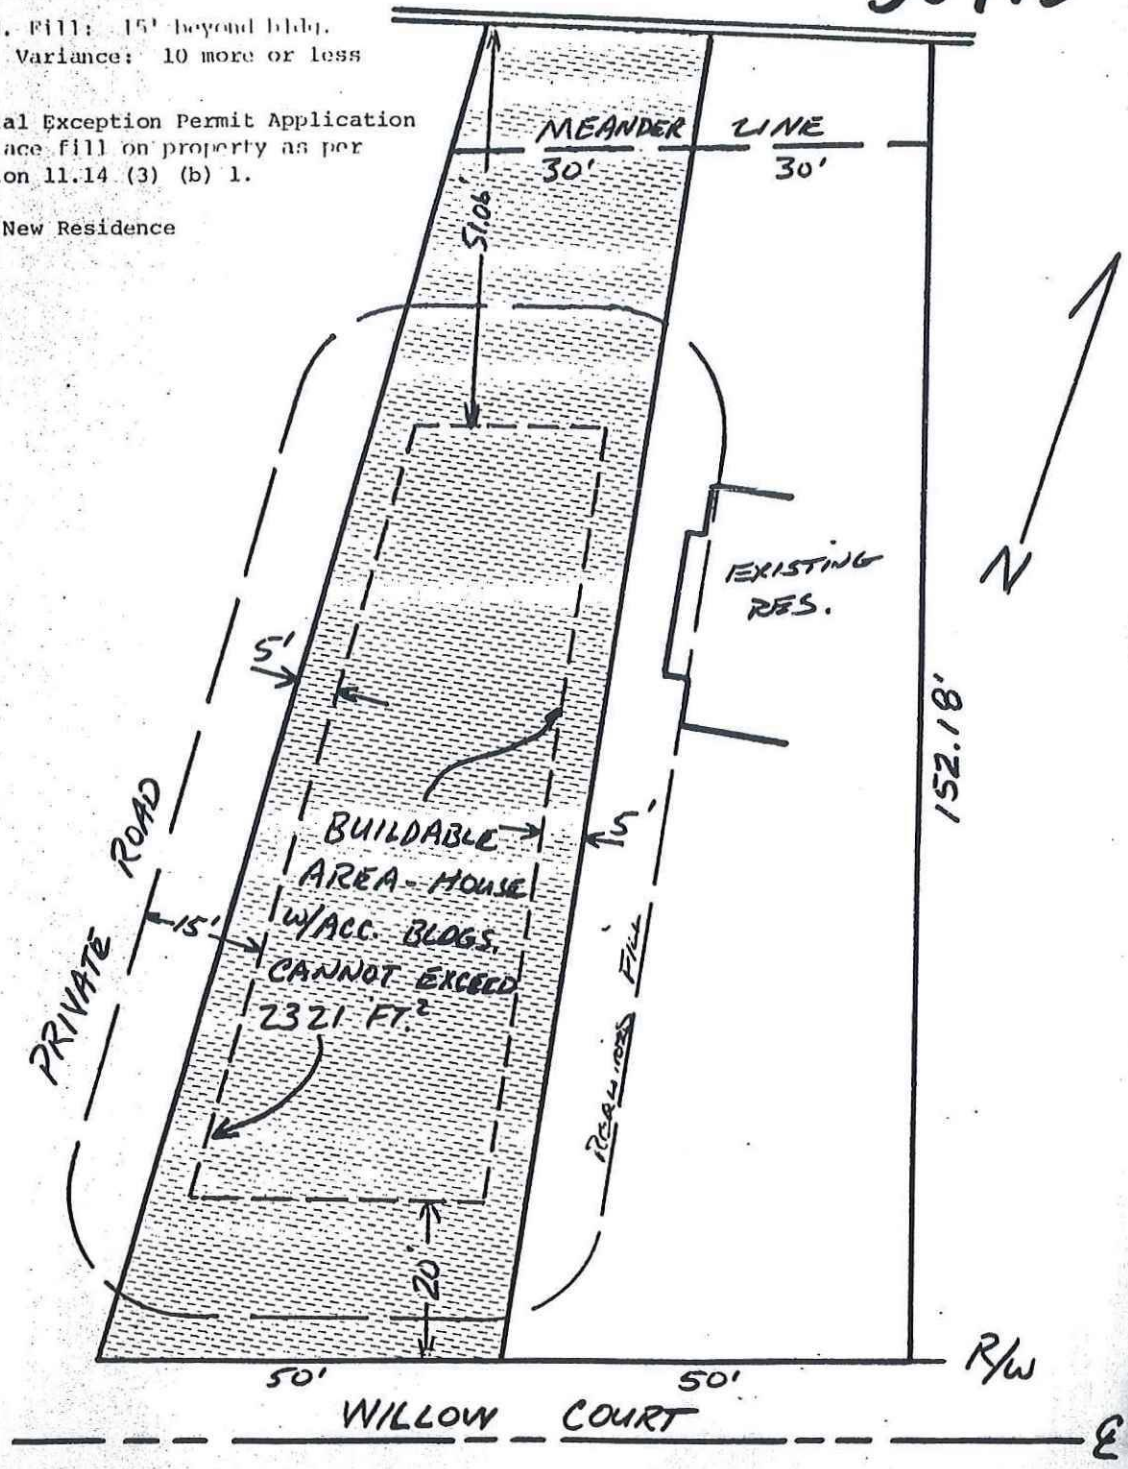 . Fill: 15' beyond bldg.
Variance: 10 more or less
al Exception Permit Application
ace fill on property as per
on 11.14 (3) (b) 1.
New Residence
MEANDER LINE
30' 30'
51.06'
N
EXISTING
RES.
5'
152.18'
5'
BUILDABLE
AREA - HOUSE
W/ACC. BLDGS.
CANNOT EXCEED
2321 FT.²
15'
PRIVATE ROAD
REQUIRED FILL
20'
R/W
50' 50'
WILLOW COURT
℄